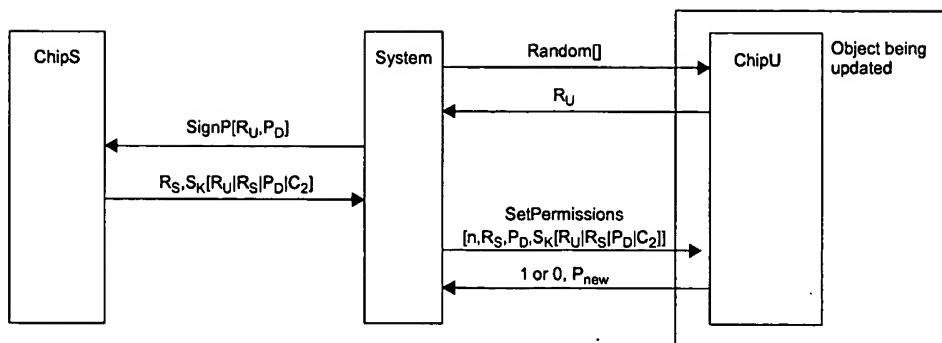 ChipS
System
Random[]
ChipU
Object being
updated
R_U
SignP[R_U,P_D]
R_S,S_K[R_U|R_S|P_D|C_2]
SetPermissions
[n,R_S,P_D,S_K[R_U|R_S|P_D|C_2]]
1 or 0, P_new